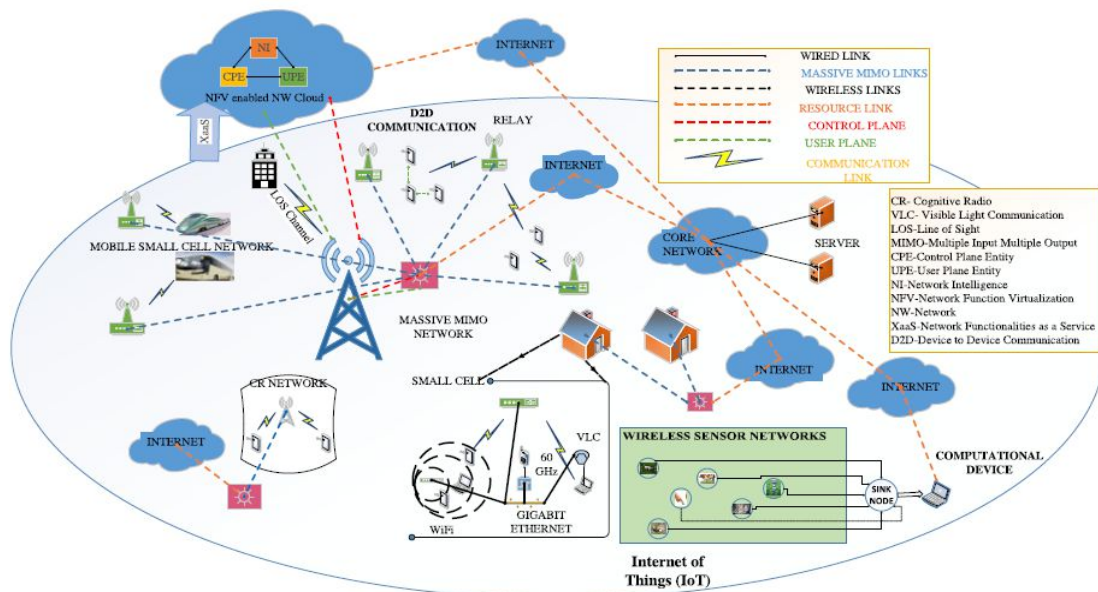 NI
CPE
UPE
NFV enabled NW Cloud
XaaS
INTERNET
D2D
COMMUNICATION
RELAY
LOS Channel
MOBILE SMALL CELL NETWORK
MASSIVE MIMO
NETWORK
INTERNET
WIRED LINK
MASSIVE MIMO LINKS
WIRELESS LINKS
RESOURCE LINK
CONTROL PLANE
USER PLANE
COMMUNICATION
LINK
CORE
NETWORK
SERVER
CR- Cognitive Radio
VLC- Visible Light Communication
LOS-Line of Sight
MIMO-Multiple Input Multiple Output
CPE-Control Plane Entity
UPE-User Plane Entity
NI-Network Intelligence
NFV-Network Function Virtualization
NW-Network
XaaS-Network Functionalities as a Service
D2D-Device to Device Communication
SMALL CELL
INTERNET
INTERNET
CR NETWORK
INTERNET
VLC
60
GHz
WiFi
GIGABIT
ETHERNET
WIRELESS SENSOR NETWORKS
SINK
NODE
COMPUTATIONAL
DEVICE
Internet of
Things (IoT)